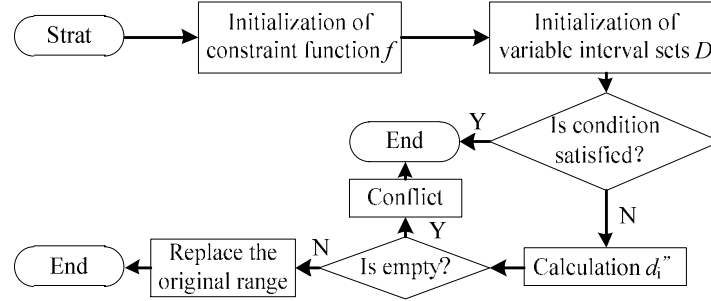 Strat
Initialization of
constraint function f
Initialization of
variable interval sets D
Is condition
satisfied?
Y
End
Conflict
N
Y
Calculation dᵢ”
Is empty?
N
Replace the
original range
End